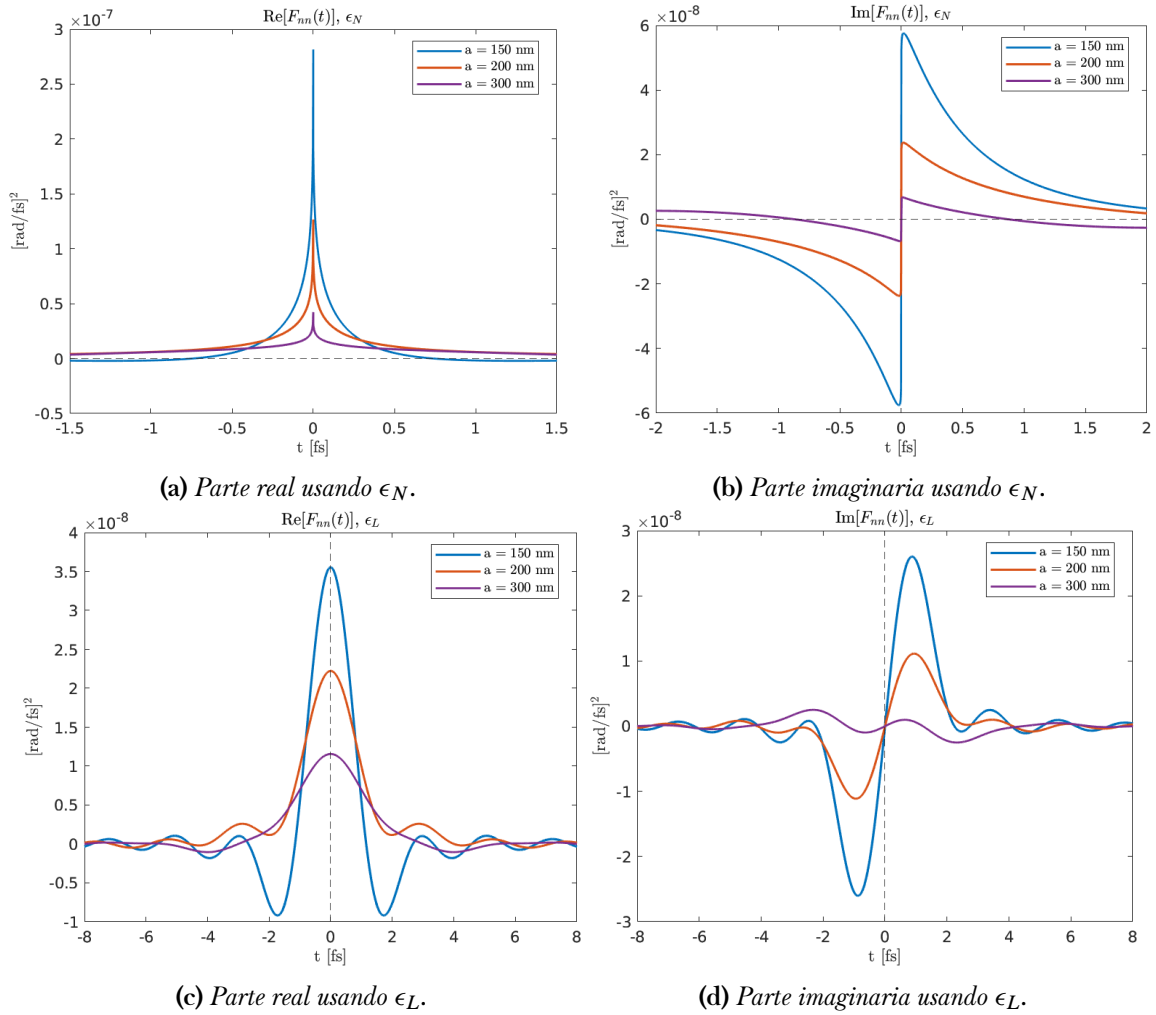 Re[F_{nn}(t)], ϵ_N
×10^{-7}
[rad/fs]^2
3
2.5
2
1.5
1
0.5
0
-0.5
a = 150 nm
a = 200 nm
a = 300 nm
-1.5 -1 -0.5 0 0.5 1 1.5
t [fs]
(a) Parte real usando ϵ_N.
Im[F_{nn}(t)], ϵ_N
×10^{-8}
[rad/fs]^2
6
4
2
0
-2
-4
-6
a = 150 nm
a = 200 nm
a = 300 nm
-2 -1.5 -1 -0.5 0 0.5 1 1.5 2
t [fs]
(b) Parte imaginaria usando ϵ_N.
Re[F_{nn}(t)], ϵ_L
×10^{-8}
[rad/fs]^2
4
3.5
3
2.5
2
1.5
1
0.5
0
-0.5
-1
a = 150 nm
a = 200 nm
a = 300 nm
-8 -6 -4 -2 0 2 4 6 8
t [fs]
(c) Parte real usando ϵ_L.
Im[F_{nn}(t)], ϵ_L
×10^{-8}
[rad/fs]^2
3
2
1
0
-1
-2
-3
a = 150 nm
a = 200 nm
a = 300 nm
-8 -6 -4 -2 0 2 4 6 8
t [fs]
(d) Parte imaginaria usando ϵ_L.